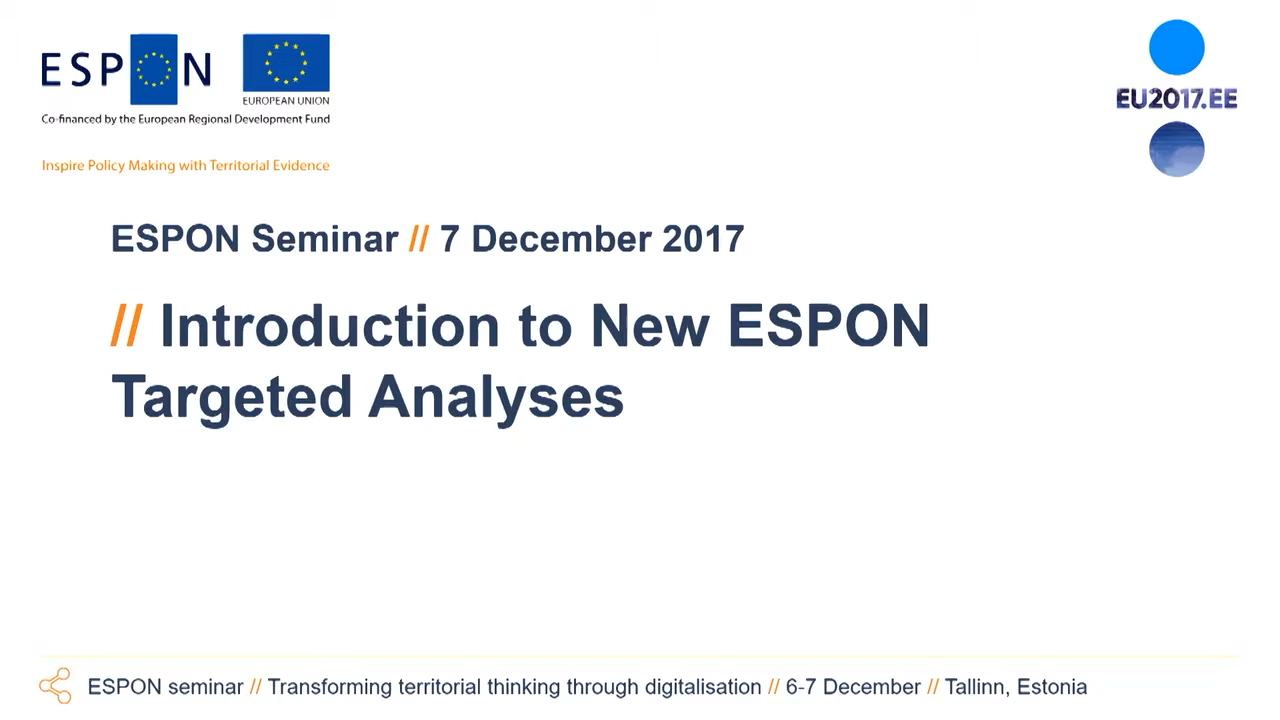 ESPON
EUROPEAN UNION
Co-financed by the European Regional Development Fund
Inspire Policy Making with Territorial Evidence
EU2017.EE
ESPON Seminar // 7 December 2017
// Introduction to New ESPON
Targeted Analyses
ESPON seminar // Transforming territorial thinking through digitalisation // 6-7 December // Tallinn, Estonia